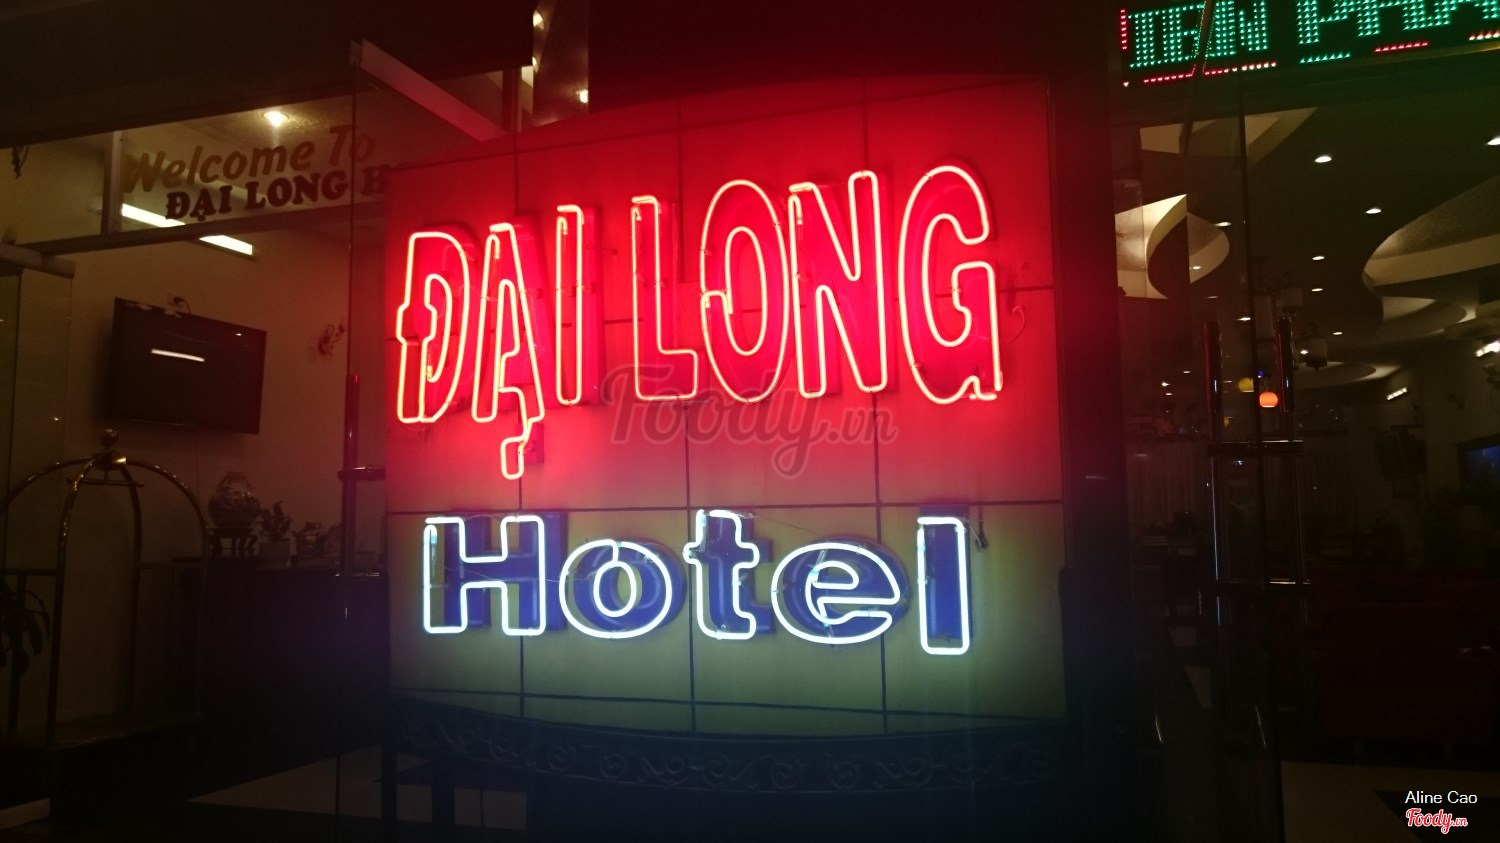 Welcome To
ĐẠI LONG
ĐẠI LONG
Hotel
Foody.vn
Aline Cao
Foody.vn